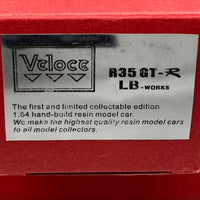 Veloce
R35 GT-R
LB-WORKS
The first and limited collectable edition
1:64 hand-build resin model car.
We make the highest quality resin model cars
to all model collectors.